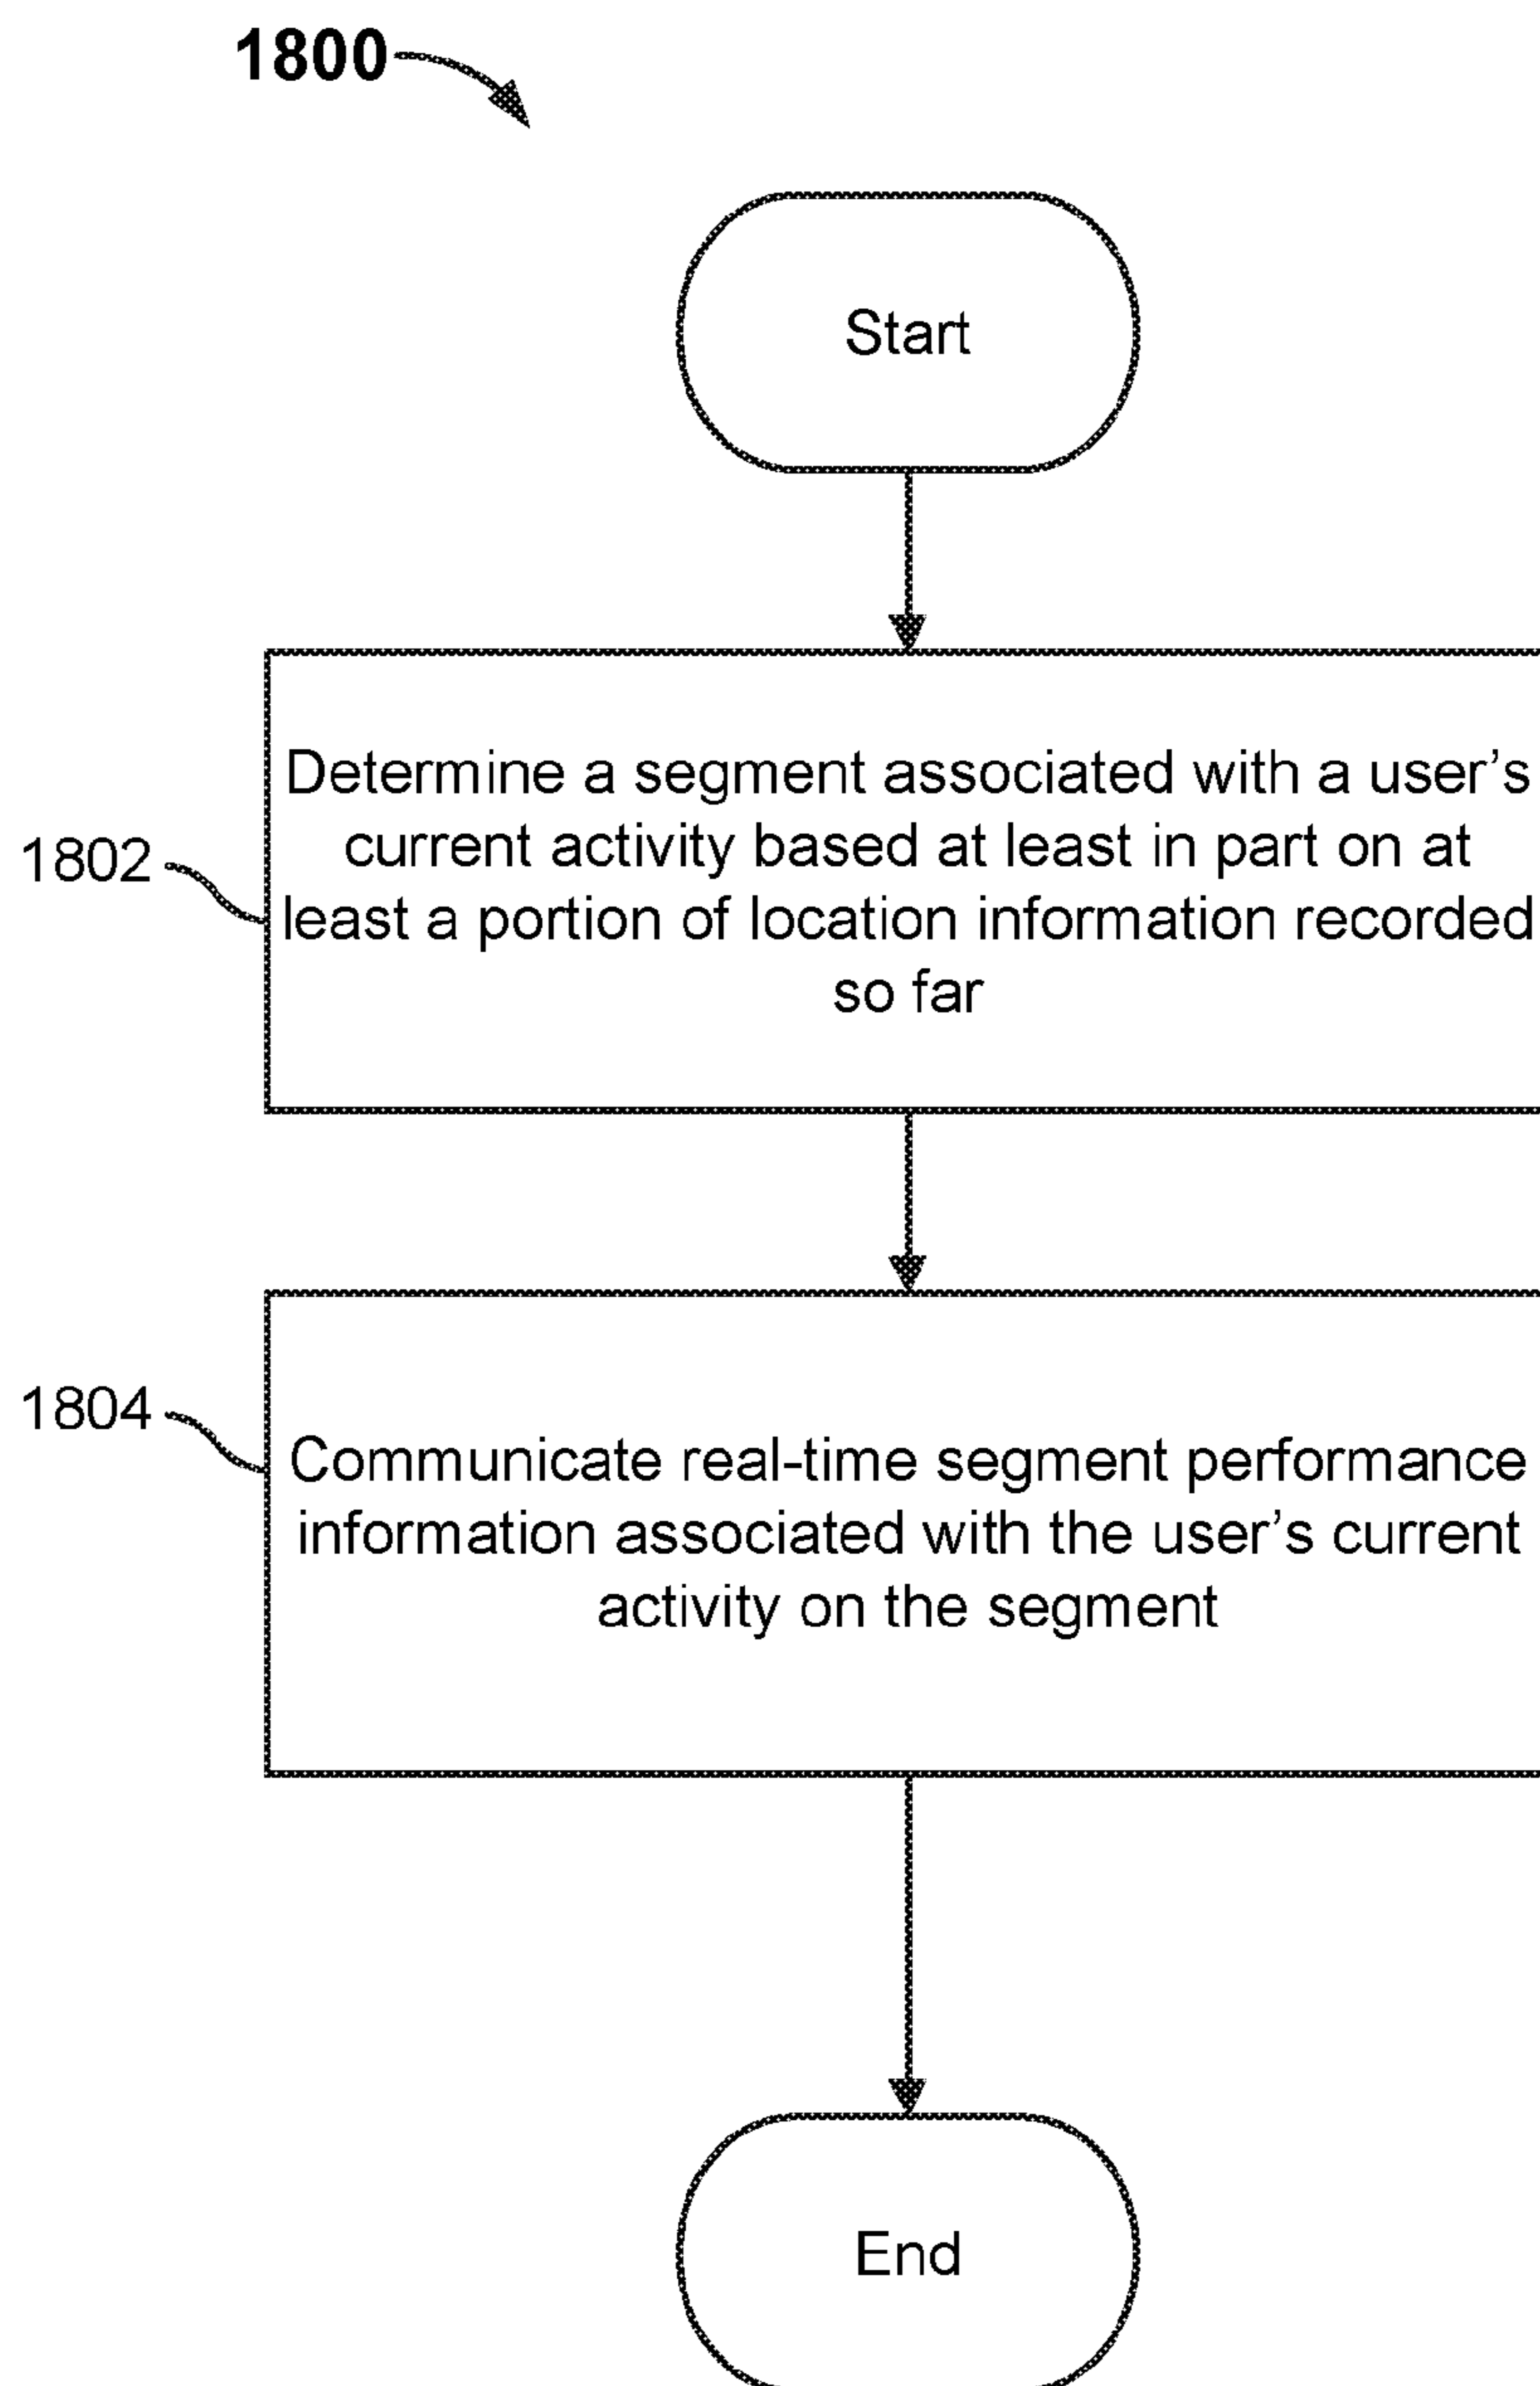 1800
Start
1802
Determine a segment associated with a user’s
current activity based at least in part on at
least a portion of location information recorded
so far
1804
Communicate real-time segment performance
information associated with the user’s current
activity on the segment
End